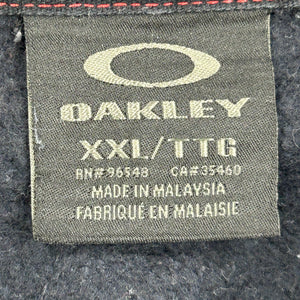 OAKLEY
XXL/TTG
RN#96548 CA#35460
MADE IN MALAYSIA
FABRIQUÉ EN MALAISIE